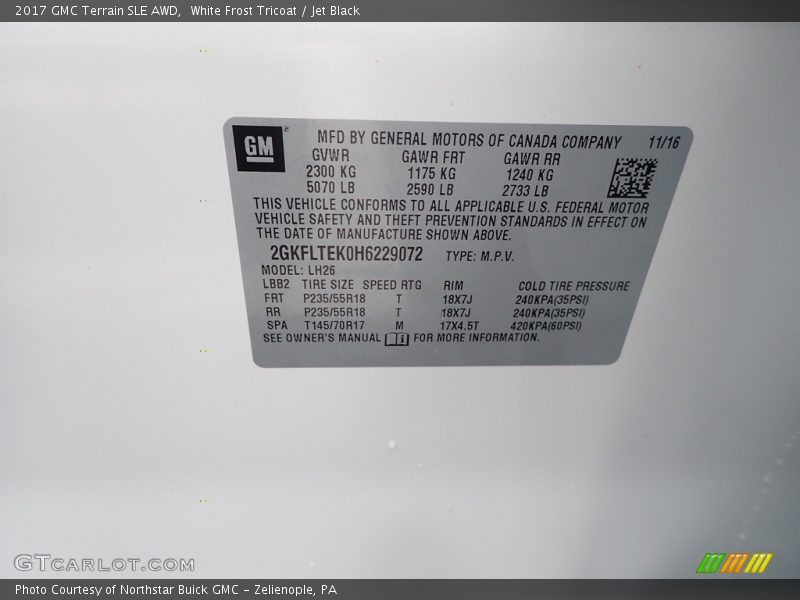 2017 GMC Terrain SLE AWD,  White Frost Tricoat / Jet Black
GM
MFD BY GENERAL MOTORS OF CANADA COMPANY 11/16
GVWR GAWR FRT GAWR RR
2300 KG 1175 KG 1240 KG
5070 LB 2590 LB 2733 LB
THIS VEHICLE CONFORMS TO ALL APPLICABLE U.S. FEDERAL MOTOR
VEHICLE SAFETY AND THEFT PREVENTION STANDARDS IN EFFECT ON
THE DATE OF MANUFACTURE SHOWN ABOVE.
2GKFLTEK0H6229072 TYPE: M.P.V.
MODEL: LH26
LBB2 TIRE SIZE SPEED RTG RIM COLD TIRE PRESSURE
FRT P235/55R18 T 18X7J 240KPA(35PSI)
RR P235/55R18 T 18X7J 240KPA(35PSI)
SPA T145/70R17 M 17X4.5T 420KPA(60PSI)
SEE OWNER'S MANUAL FOR MORE INFORMATION.
GTCARLOT.COM
Photo Courtesy of Northstar Buick GMC – Zelienople, PA